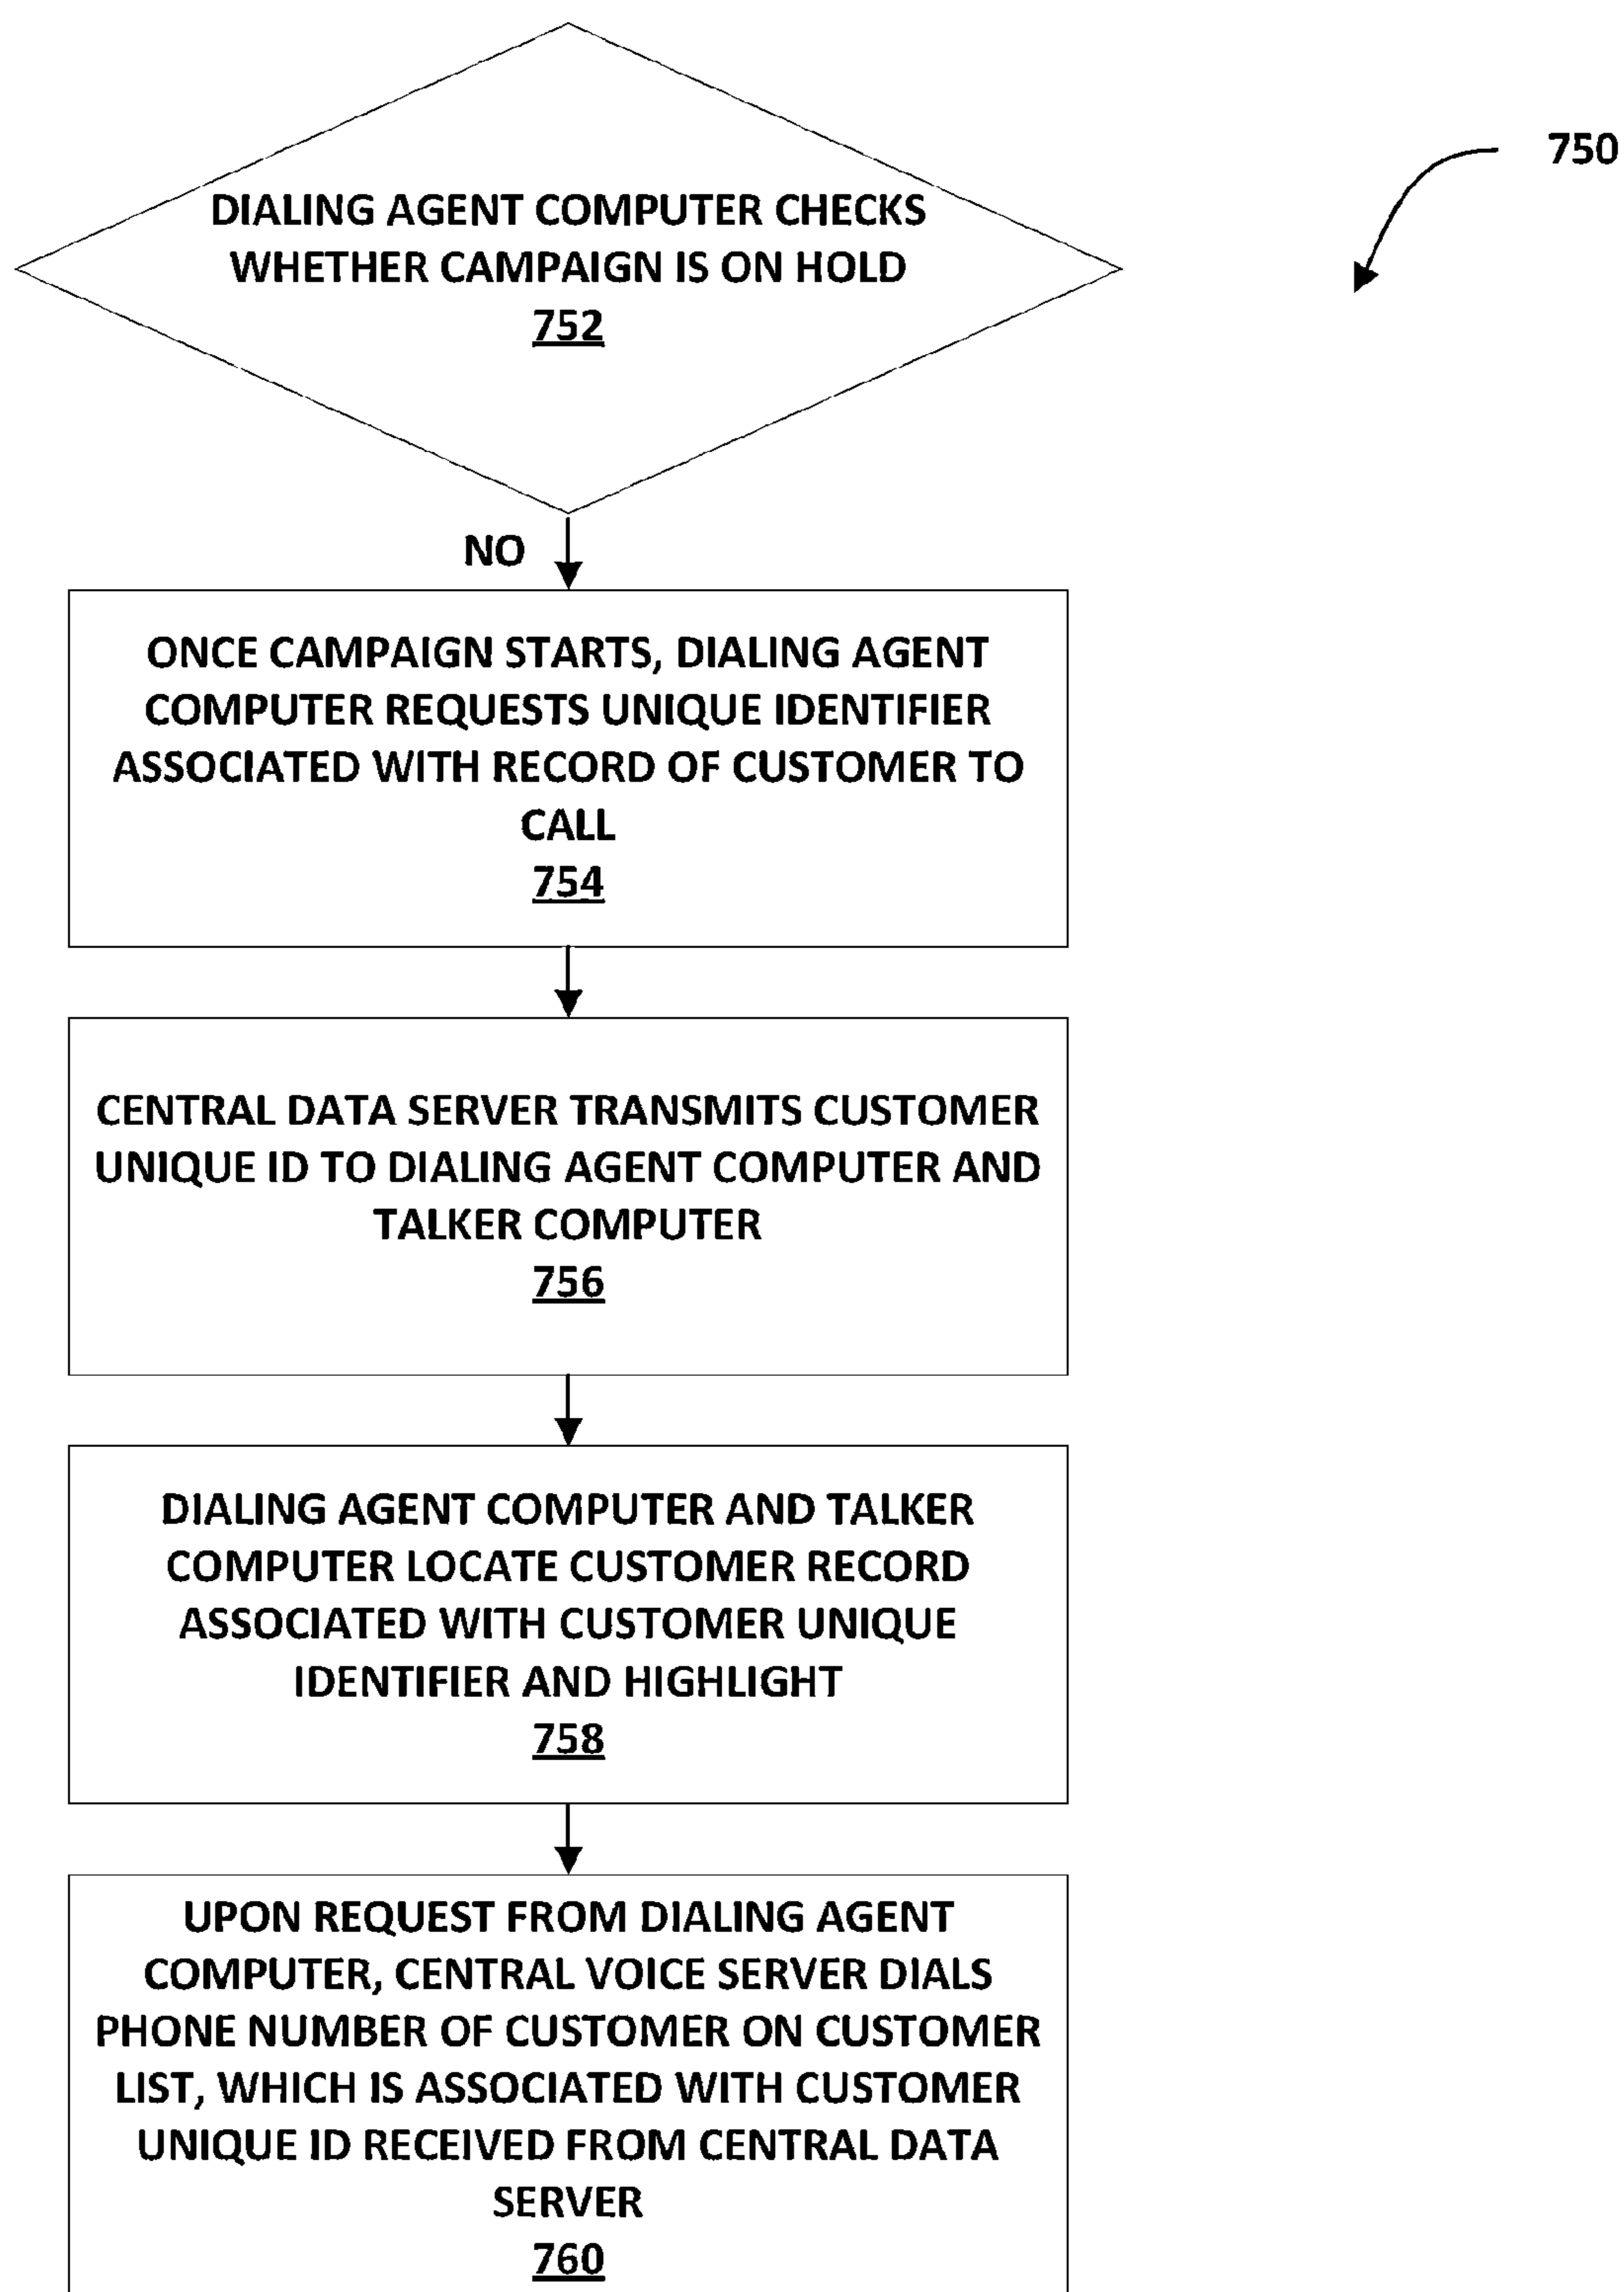 DIALING AGENT COMPUTER CHECKS
WHETHER CAMPAIGN IS ON HOLD
752
750
NO
ONCE CAMPAIGN STARTS, DIALING AGENT
COMPUTER REQUESTS UNIQUE IDENTIFIER
ASSOCIATED WITH RECORD OF CUSTOMER TO
CALL
754
CENTRAL DATA SERVER TRANSMITS CUSTOMER
UNIQUE ID TO DIALING AGENT COMPUTER AND
TALKER COMPUTER
756
DIALING AGENT COMPUTER AND TALKER
COMPUTER LOCATE CUSTOMER RECORD
ASSOCIATED WITH CUSTOMER UNIQUE
IDENTIFIER AND HIGHLIGHT
758
UPON REQUEST FROM DIALING AGENT
COMPUTER, CENTRAL VOICE SERVER DIALS
PHONE NUMBER OF CUSTOMER ON CUSTOMER
LIST, WHICH IS ASSOCIATED WITH CUSTOMER
UNIQUE ID RECEIVED FROM CENTRAL DATA
SERVER
760